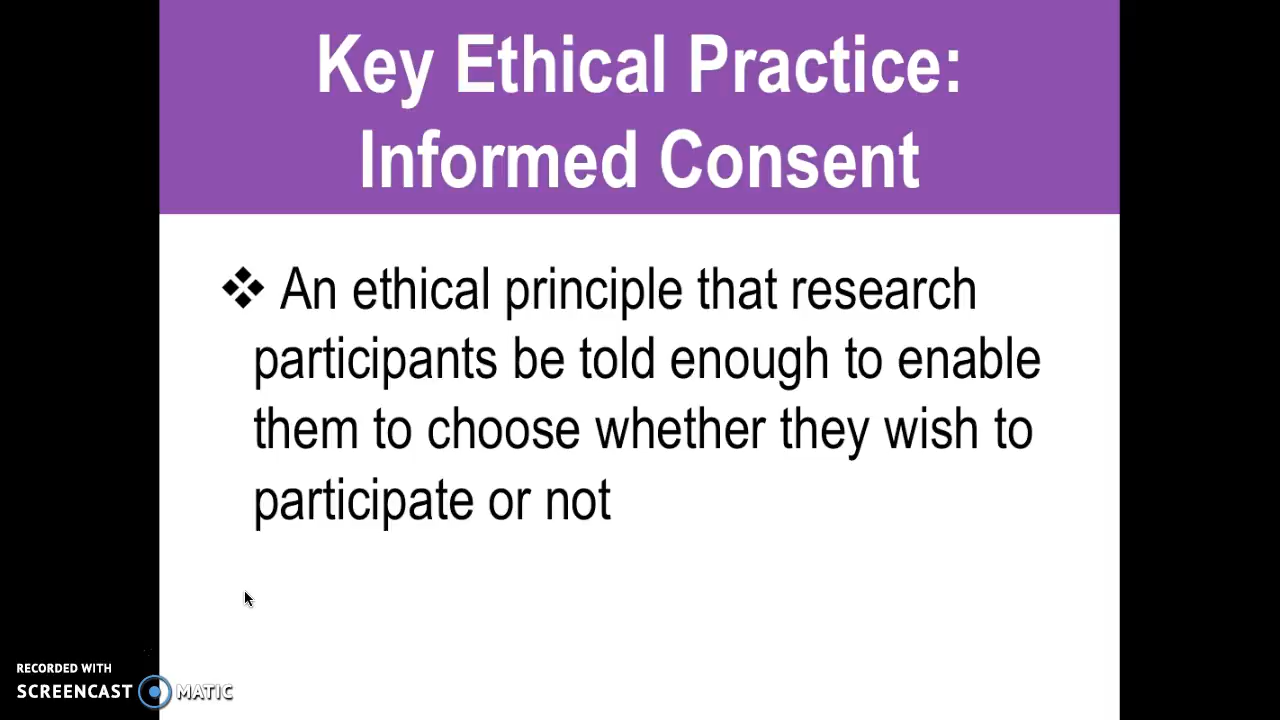 Key Ethical Practice:
Informed Consent
❖ An ethical principle that research
participants be told enough to enable
them to choose whether they wish to
participate or not
RECORDED WITH
SCREENCAST MATIC